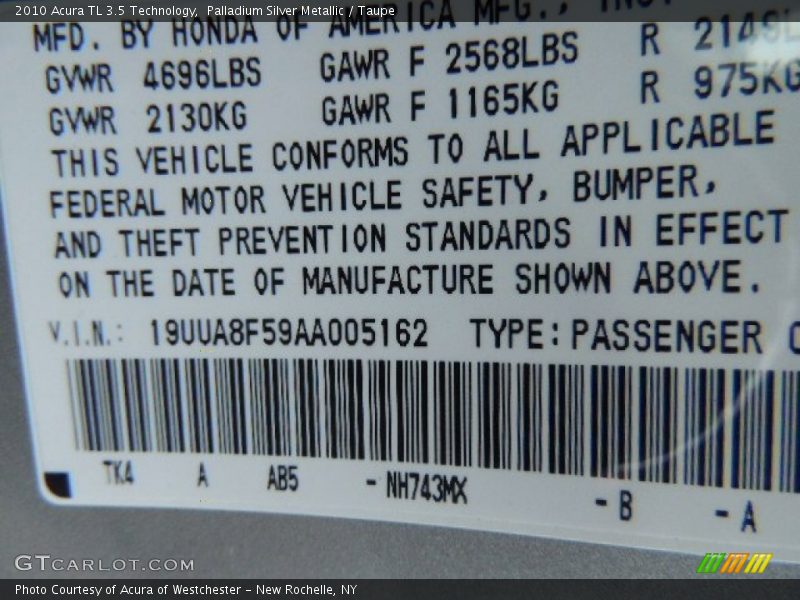 2010 Acura TL 3.5 Technology, Palladium Silver Metallic / Taupe
MFD. BY HONDA OF AMERICA MFG., INC.
GVWR 4696LBS GAWR F 2568LBS R 2149L
GVWR 2130KG GAWR F 1165KG R 975KG
THIS VEHICLE CONFORMS TO ALL APPLICABLE
FEDERAL MOTOR VEHICLE SAFETY, BUMPER,
AND THEFT PREVENTION STANDARDS IN EFFECT
ON THE DATE OF MANUFACTURE SHOWN ABOVE.
V.I.N.: 19UUA8F59AA005162 TYPE: PASSENGER
TK4 A AB5 - NH743MX - B - A
GTCARLOT.COM
Photo Courtesy of Acura of Westchester - New Rochelle, NY